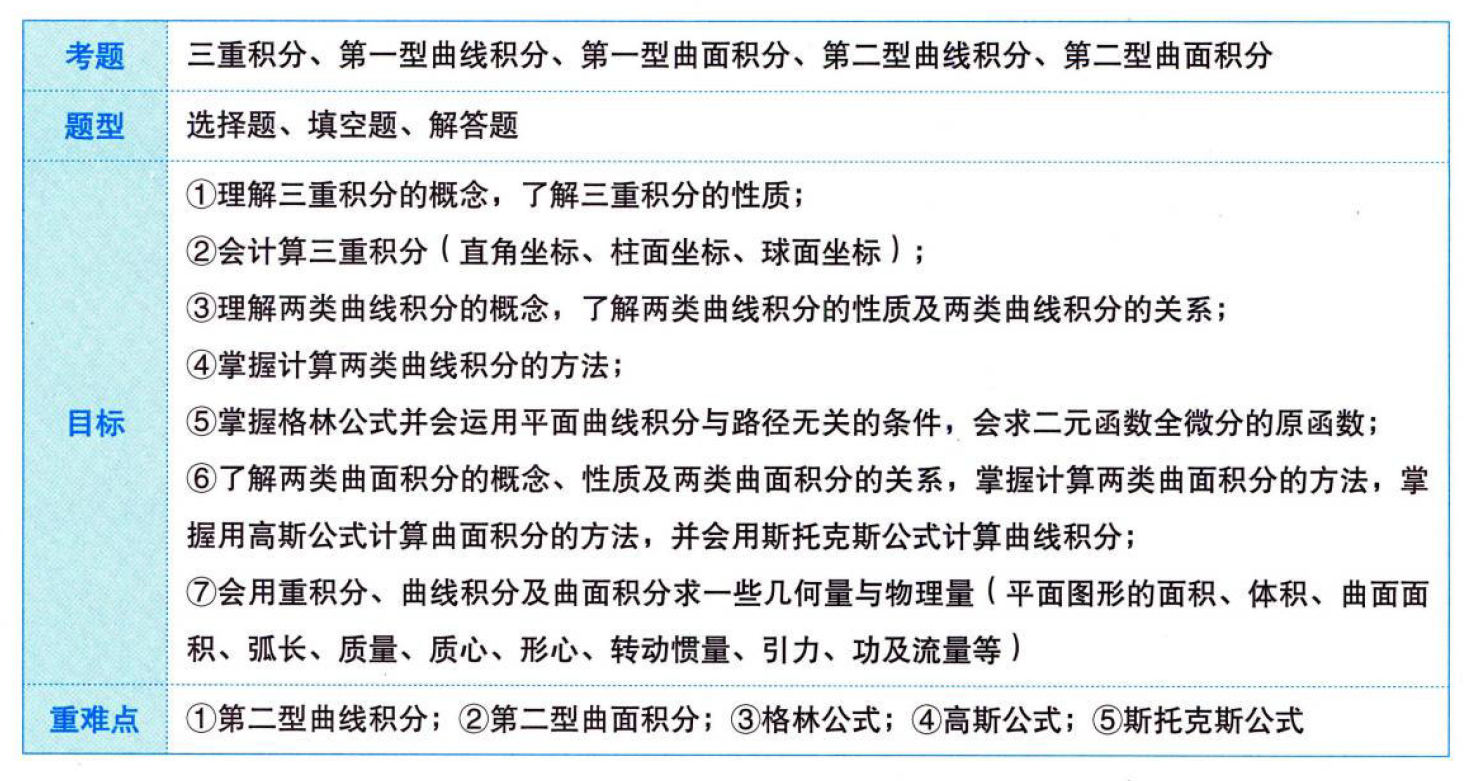 考题 三重积分、第一型曲线积分、第一型曲面积分、第二型曲线积分、第二型曲面积分
题型 选择题、填空题、解答题
目标
①理解三重积分的概念，了解三重积分的性质；
②会计算三重积分（直角坐标、柱面坐标、球面坐标）；
③理解两类曲线积分的概念，了解两类曲线积分的性质及两类曲线积分的关系；
④掌握计算两类曲线积分的方法；
⑤掌握格林公式并会运用平面曲线积分与路径无关的条件，会求二元函数全微分的原函数；
⑥了解两类曲面积分的概念、性质及两类曲面积分的关系，掌握计算两类曲面积分的方法，掌
握用高斯公式计算曲面积分的方法，并会用斯托克斯公式计算曲线积分；
⑦会用重积分、曲线积分及曲面积分求一些几何量与物理量（平面图形的面积、体积、曲面面
积、弧长、质量、质心、形心、转动惯量、引力、功及流量等）
重难点 ①第二型曲线积分；②第二型曲面积分；③格林公式；④高斯公式；⑤斯托克斯公式